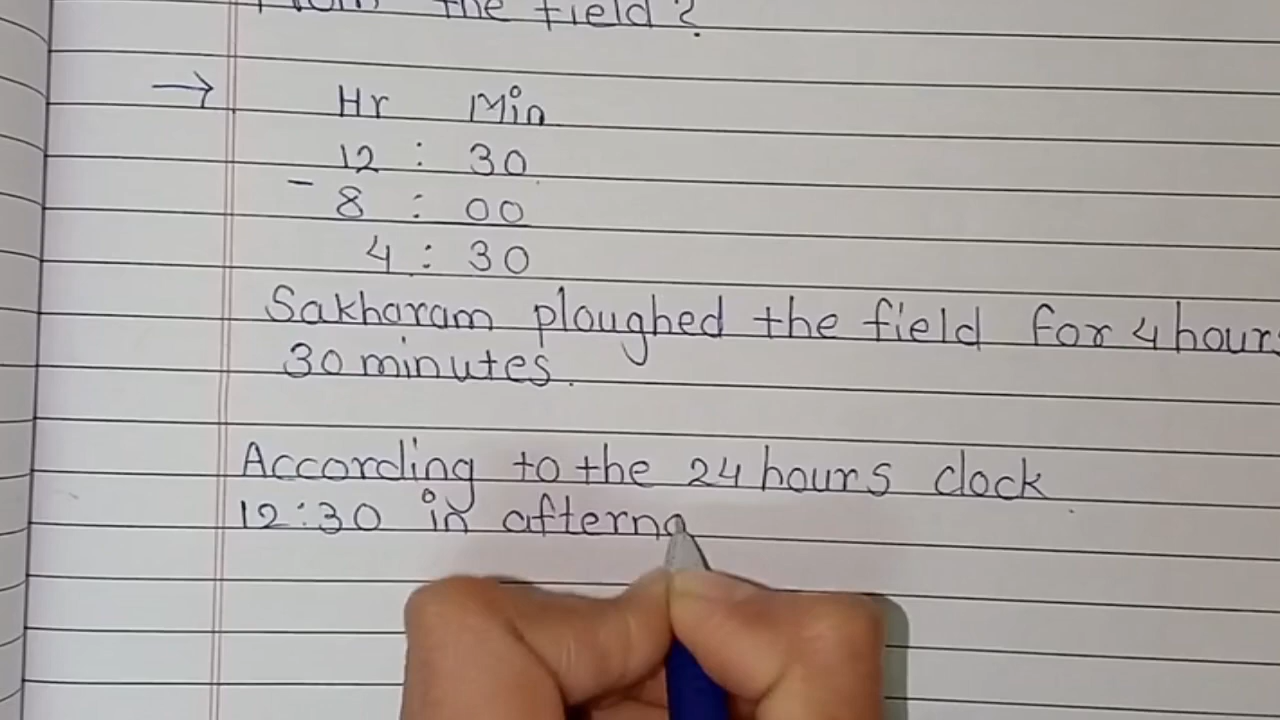 from the field?
→ Hr Min
12 : 30
- 8 : 00
4 : 30
Sakharam ploughed the field for 4 hours
30 minutes.
According to the 24 hours clock
12:30 in afterno